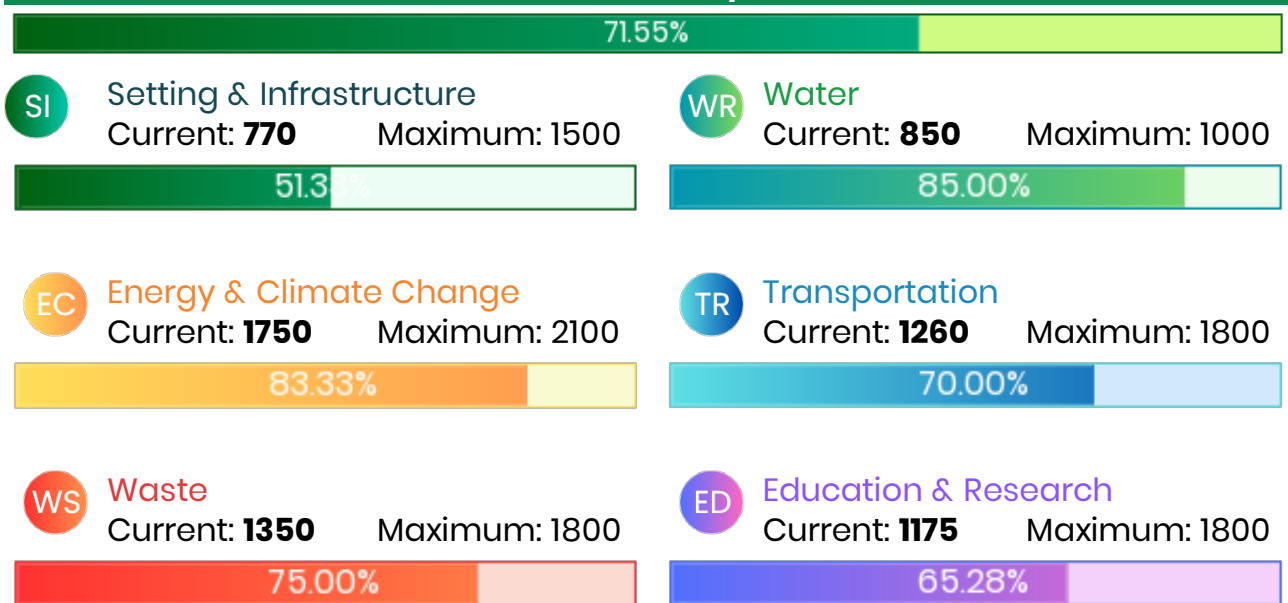 71.55%
SI
Setting & Infrastructure
Current: 770 Maximum: 1500
51.33%
WR
Water
Current: 850 Maximum: 1000
85.00%
EC
Energy & Climate Change
Current: 1750 Maximum: 2100
83.33%
TR
Transportation
Current: 1260 Maximum: 1800
70.00%
WS
Waste
Current: 1350 Maximum: 1800
75.00%
ED
Education & Research
Current: 1175 Maximum: 1800
65.28%